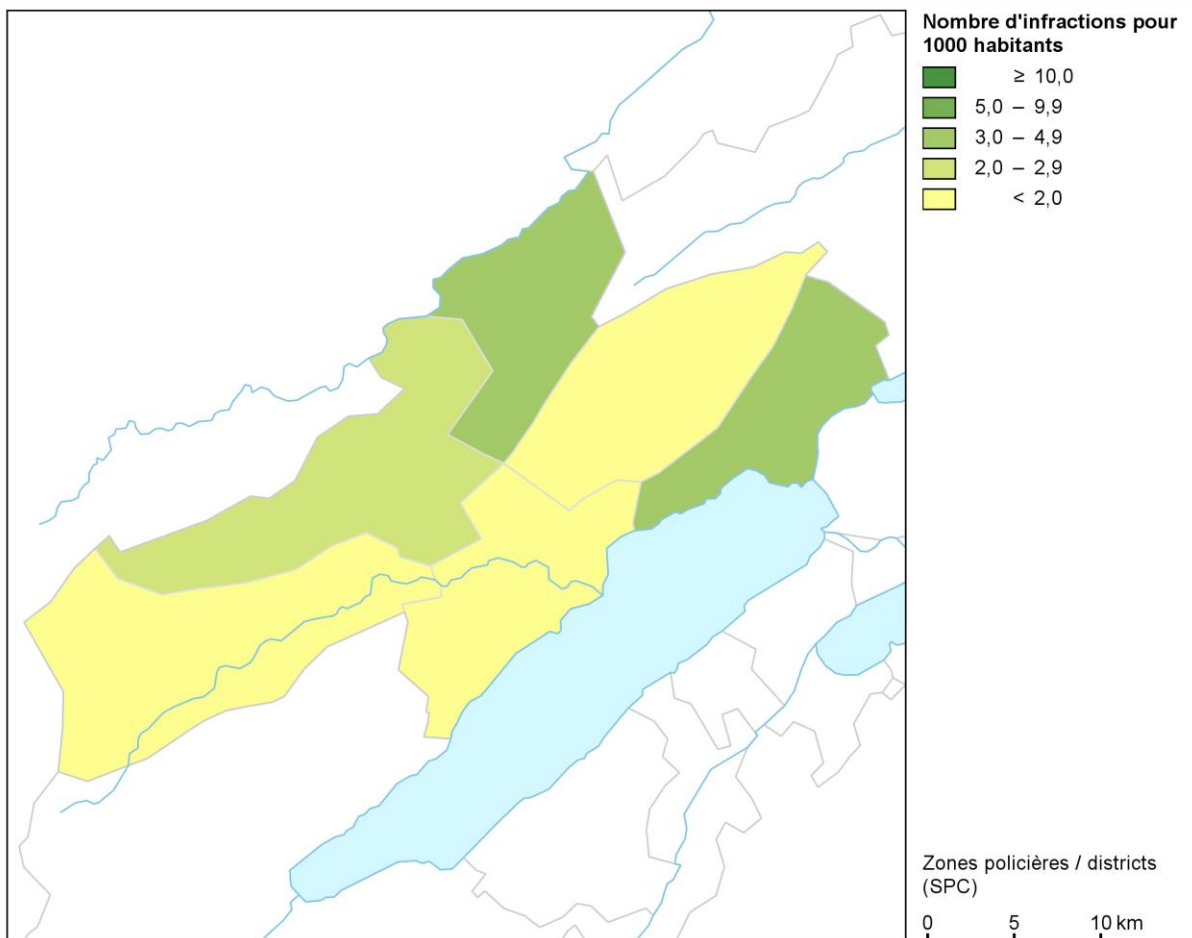 Nombre d'infractions pour
1000 habitants
≥ 10,0
5,0 – 9,9
3,0 – 4,9
2,0 – 2,9
< 2,0
Zones policières / districts
(SPC)
0 5 10 km